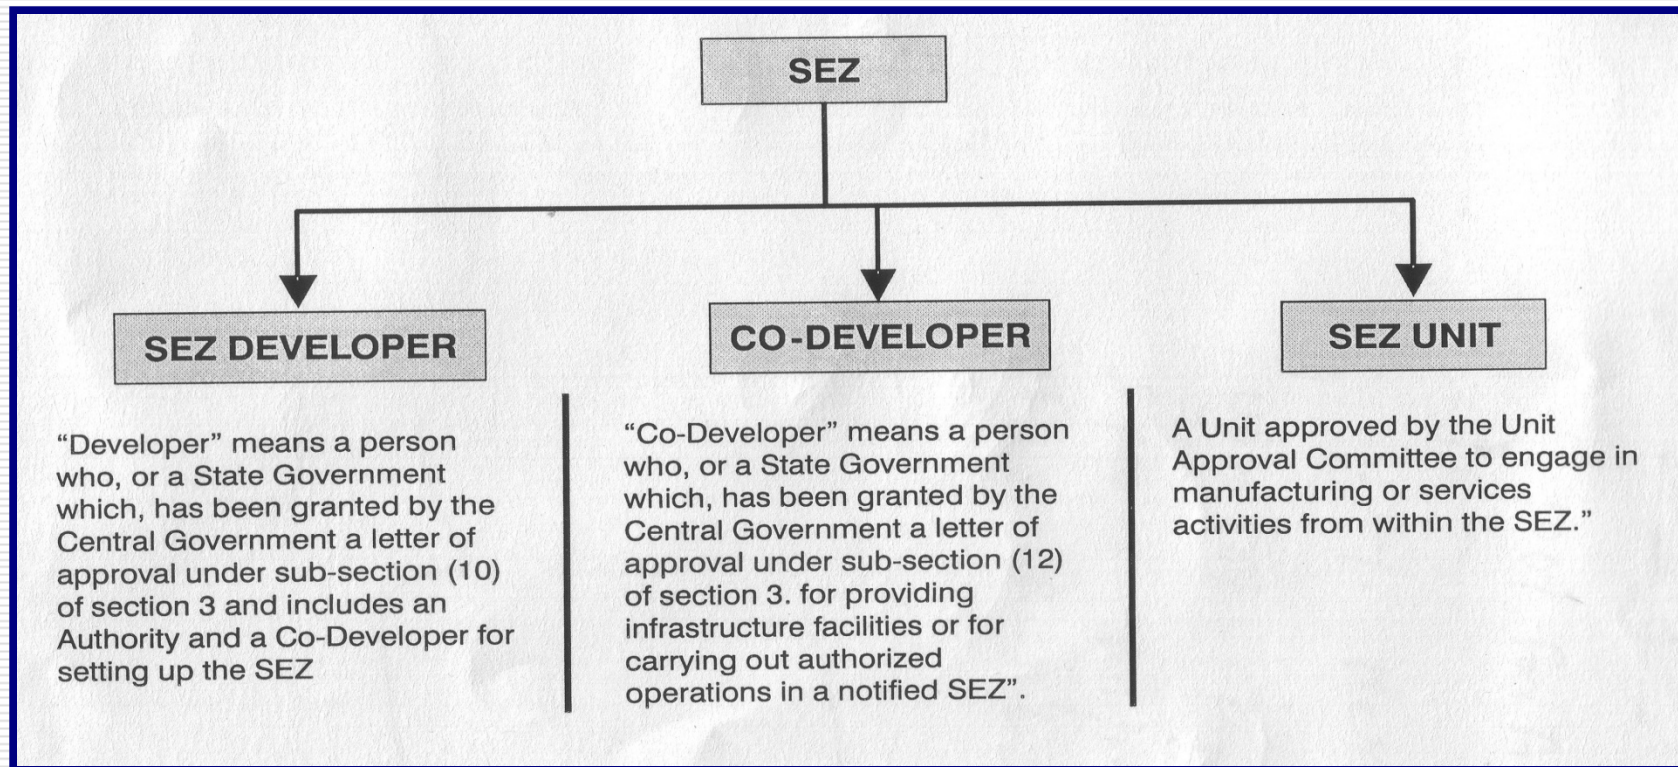 SEZ
SEZ DEVELOPER
CO-DEVELOPER
SEZ UNIT
“Developer” means a person
who, or a State Government
which, has been granted by the
Central Government a letter of
approval under sub-section (10)
of section 3 and includes an
Authority and a Co-Developer for
setting up the SEZ
“Co-Developer” means a person
who, or a State Government
which, has been granted by the
Central Government a letter of
approval under sub-section (12)
of section 3. for providing
infrastructure facilities or for
carrying out authorized
operations in a notified SEZ”.
A Unit approved by the Unit
Approval Committee to engage in
manufacturing or services
activities from within the SEZ.”